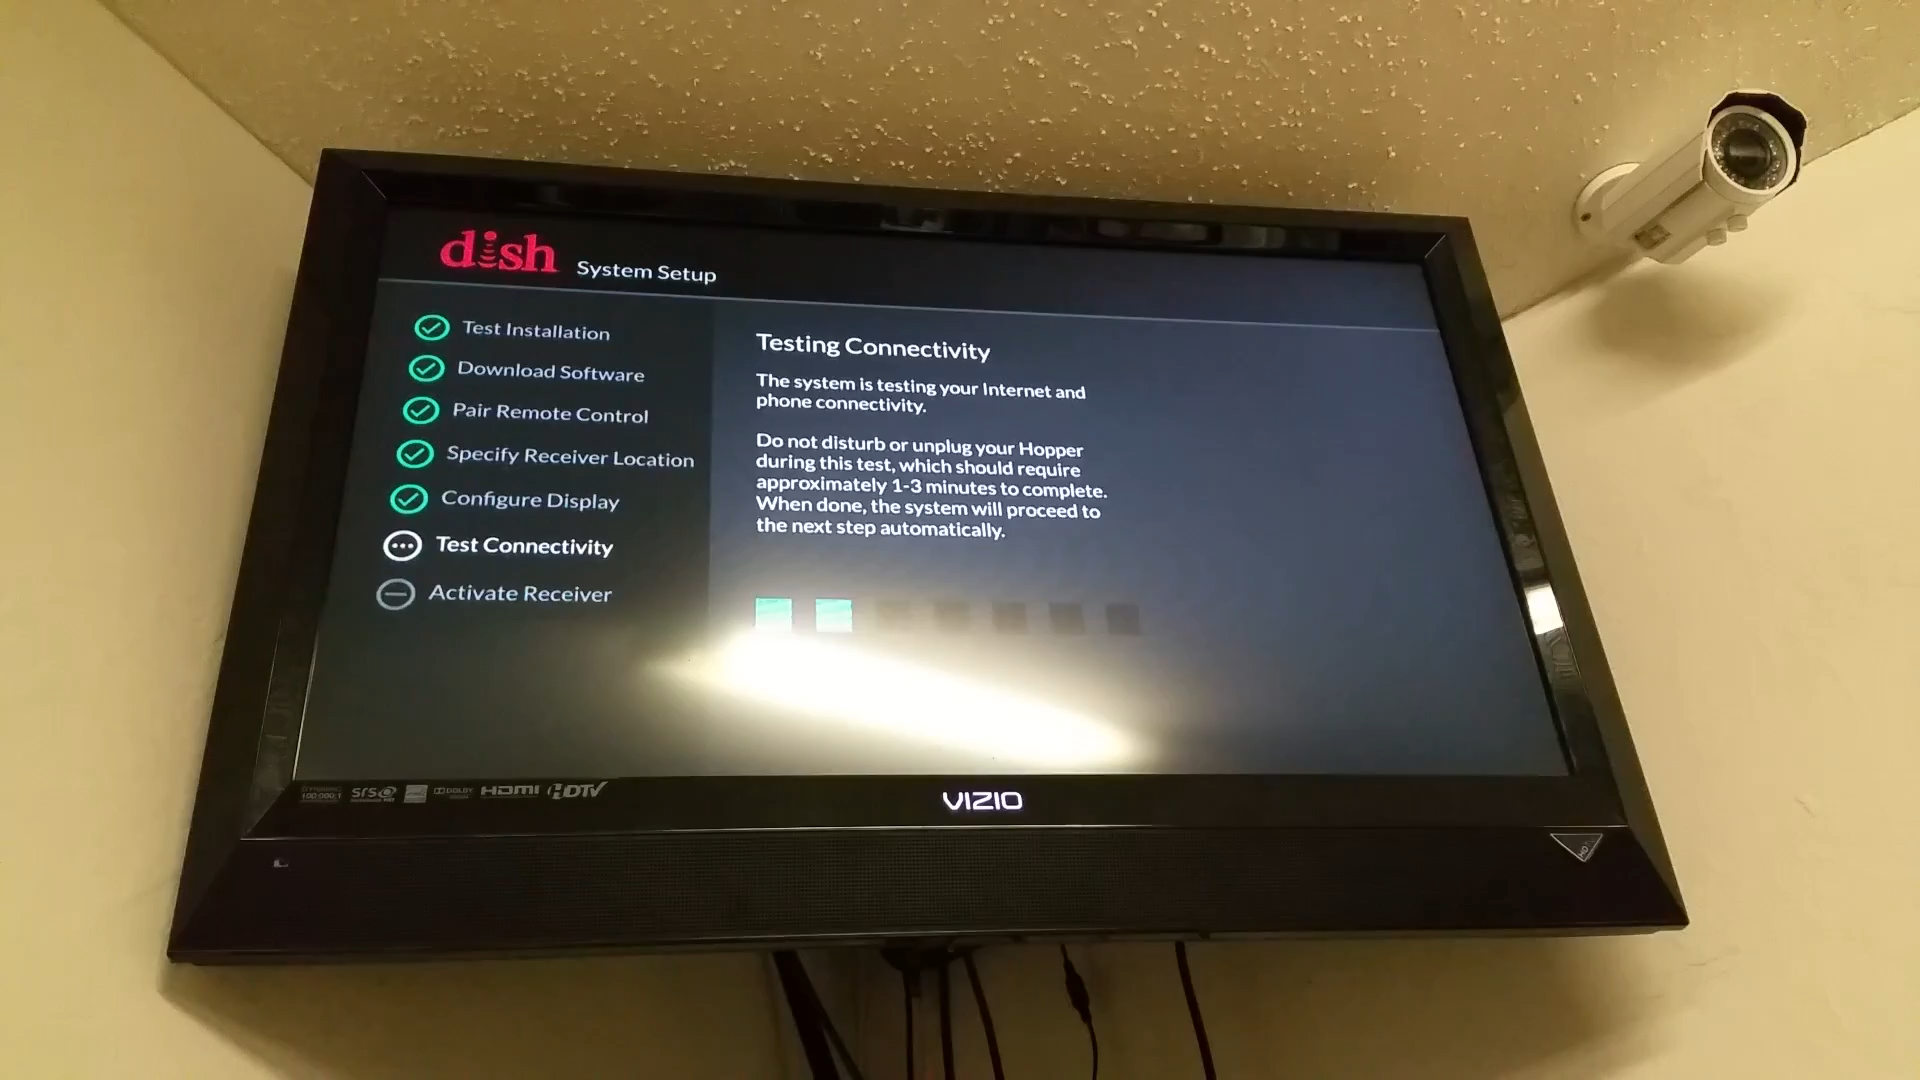 dish System Setup
Test Installation
Download Software
Pair Remote Control
Specify Receiver Location
Configure Display
Test Connectivity
Activate Receiver
Testing Connectivity
The system is testing your Internet and
phone connectivity.
Do not disturb or unplug your Hopper
during this test, which should require
approximately 1-3 minutes to complete.
When done, the system will proceed to
the next step automatically.
SRS DOLBY HDMI HDTV
VIZIO
HD